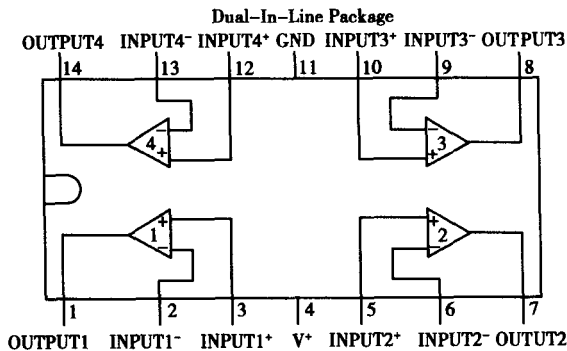 Dual-In-Line Package
OUTPUT4 INPUT4⁻ INPUT4⁺ GND INPUT3⁺ INPUT3⁻ OUTPUT3
14 13 12 11 10 9 8
4 - +
- + 3
1 + -
+ - 2
1 2 3 4 5 6 7
OUTPUT1 INPUT1⁻ INPUT1⁺ V⁺ INPUT2⁺ INPUT2⁻ OUTUT2